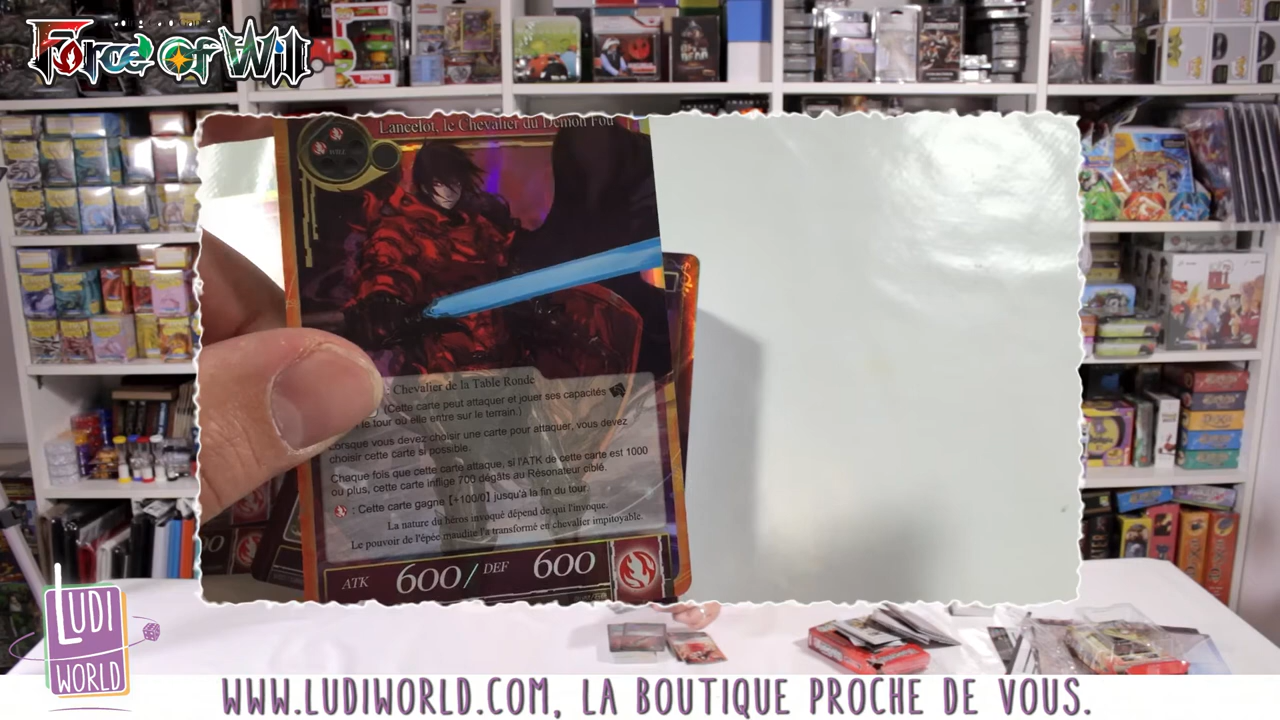 Force of Will
Lancelot, le Chevalier du Démon Fou
WILL
Chevalier de la Table Ronde
(Cette carte peut attaquer et jouer ses capacités
le tour où elle entre sur le terrain.)
Lorsque vous devez choisir une carte pour attaquer, vous devez
choisir cette carte si possible.
Chaque fois que cette carte attaque, si l'ATK de cette carte est 1000
ou plus, cette carte inflige 700 dégâts au Résonateur ciblé.
: Cette carte gagne [+100/0] jusqu'à la fin du tour.
La nature du héros invoqué dépend de qui l'invoque.
Le pouvoir de l'épée maudite l'a transformé en chevalier impitoyable.
ATK 600 / DEF 600
LUDI
WORLD
WWW.LUDIWORLD.COM, LA BOUTIQUE PROCHE DE VOUS.